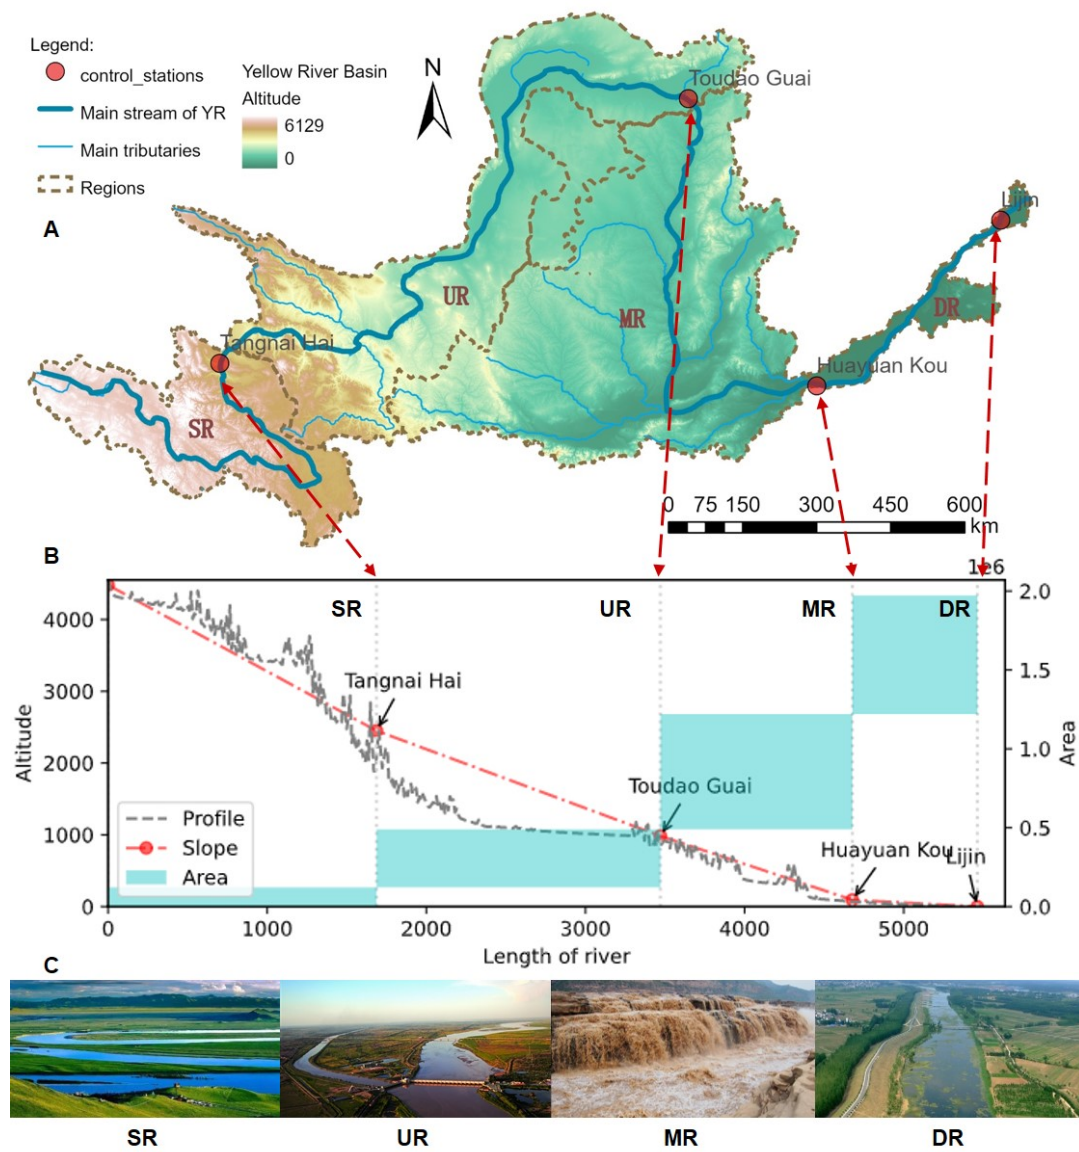 Legend:
control_stations
Main stream of YR
Main tributaries
Regions
Yellow River Basin
Altitude
6129
0
N
A
Toudao Guai
Lijin
UR
MR
DR
Tangnai Hai
Huayuan Kou
SR
0 75 150 300 450 600
km
B
1e6
SR UR MR DR
Altitude
4000
3000
2000
1000
0
2.0
1.5
1.0
0.5
0.0
Area
Tangnai Hai
Toudao Guai
Huayuan Kou
Lijin
Profile
Slope
Area
0 1000 2000 3000 4000 5000
Length of river
C
SR UR MR DR